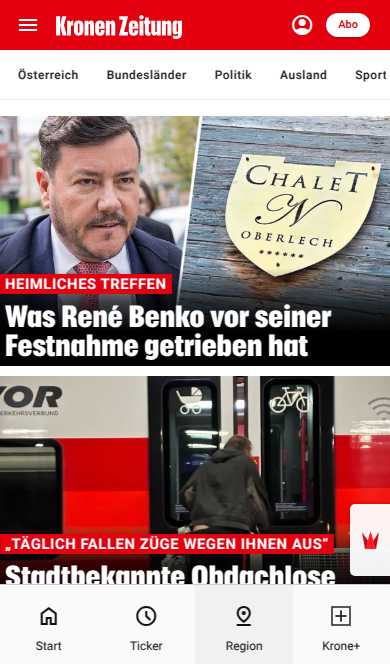 Kronen Zeitung
Abo
Österreich Bundesländer Politik Ausland Sport
CHALET
N
OBERLECH
HEIMLICHES TREFFEN
Was René Benko vor seiner
Festnahme getrieben hat
VOR
VERKEHRSVERBUND
„TÄGLICH FALLEN ZÜGE WEGEN IHNEN AUS“
Stadtbekannte Obdachlose
Start Ticker Region Krone+